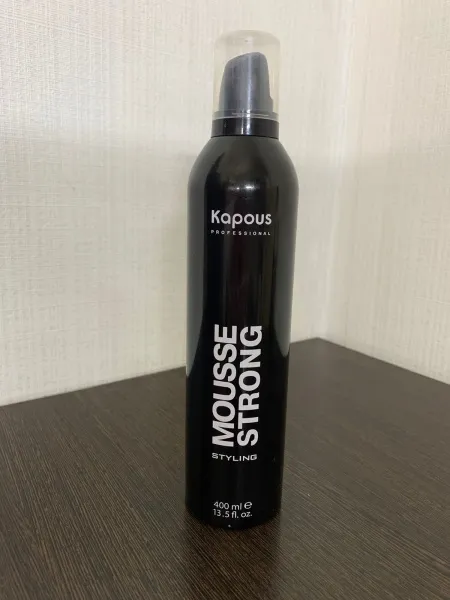 Kapous
PROFESSIONAL
MOUSSE
STRONG
STYLING
400 ml ℮
13.5 fl. oz.